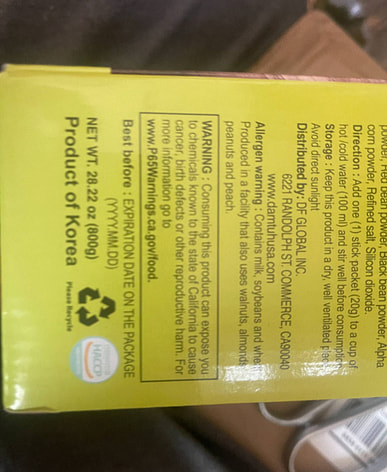 powder, Red bean powder, Black bean powder, Alpha
corn powder, Refined salt, Silicon dioxide.
Direction : Add one (1) stick packet (20g) to a cup of
hot /cold water (100 ml) and stir well before consumption
Storage : Keep this product in a dry, well ventilated place
Avoid direct sunlight
Distributed by: DF GLOBAL INC.
6221 RANDOLPH ST. COMMERCE, CA90040
www.damtuhusa.com
Allergen warning : Contains milk, soybeans and wheat
Produced in a facility that also uses walnuts, almonds
peanuts and peach.
WARNING : Consuming this product can expose you
to chemicals known to the state of California to cause
cancer, birth defects or other reproductive harm. For
more information go to
www.P65Warnings.ca.gov/food.
Best before : EXPIRATION DATE ON THE PACKAGE
(YYYY.MM.DD)
NET WT. 28.22 oz (800g)
Product of Korea
Please Recycle
HACCP